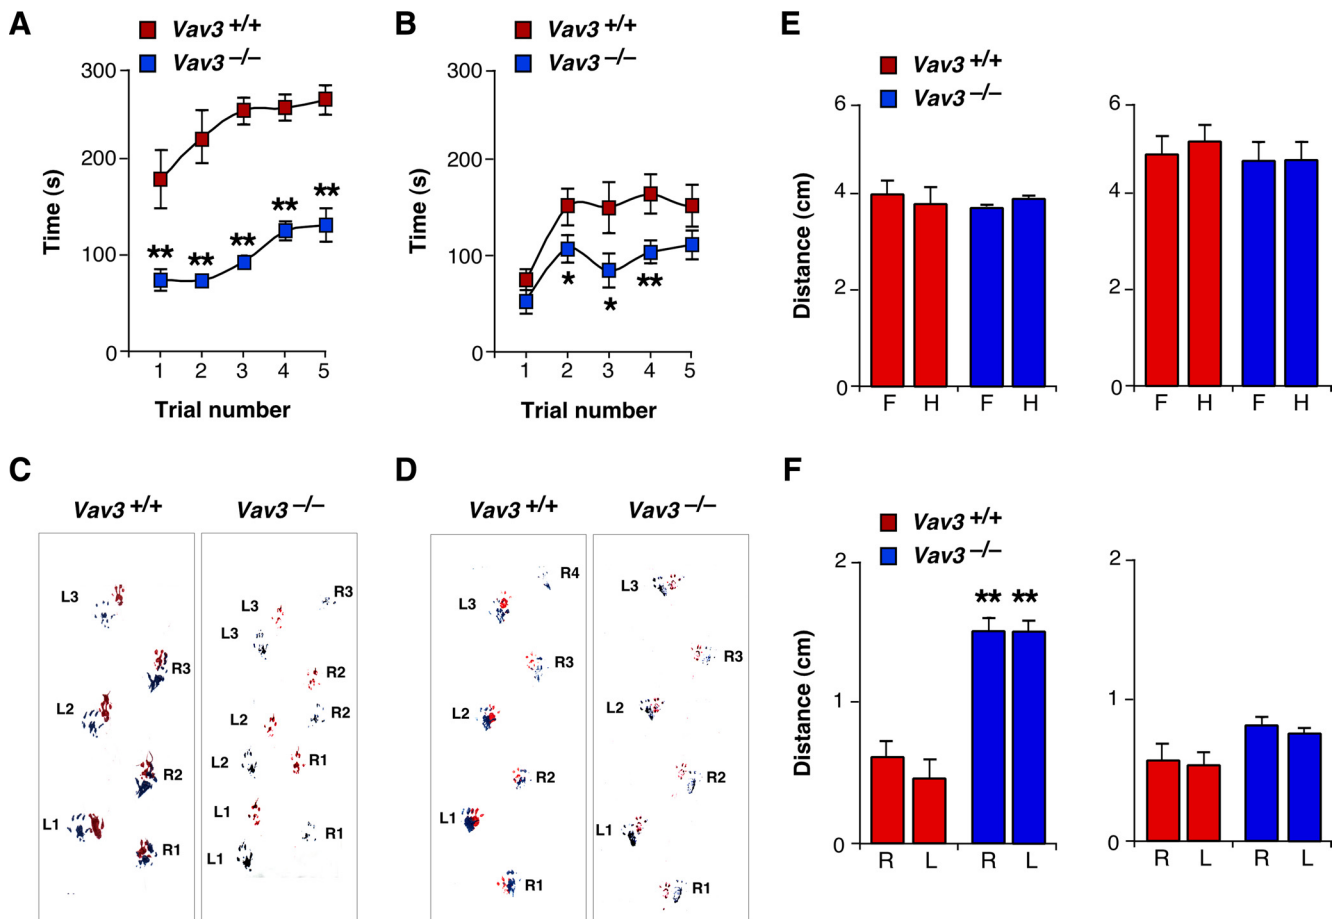 A
Vav3 +/+
Vav3 –/–
300
200
100
0
Time (s)
1 2 3 4 5
Trial number
**
**
**
**
**
B
Vav3 +/+
Vav3 –/–
300
200
100
0
Time (s)
1 2 3 4 5
Trial number
*
*
**
E
Vav3 +/+
Vav3 –/–
6
4
2
0
Distance (cm)
F H F H
6
4
2
0
F H F H
C
Vav3 +/+
L3
R3
L2
R2
L1
R1
Vav3 –/–
R3
L3
L3
R2
R2
L2
L2
R1
L1
R1
L1
D
Vav3 +/+
R4
L3
R3
L2
R2
L1
R1
Vav3 –/–
L3
R3
L2
R2
L1
R1
F
Vav3 +/+
Vav3 –/–
2
1
0
Distance (cm)
** **
R L R L
2
1
0
R L R L